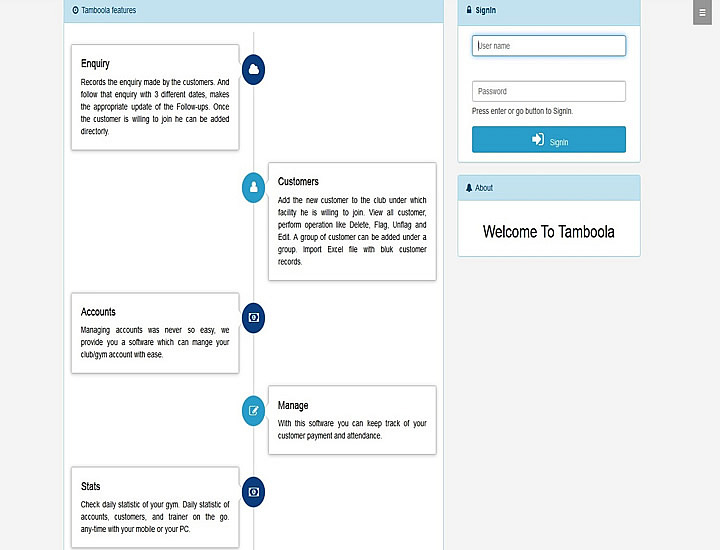 Tamboola features
Enquiry
Records the enquiry made by the customers. And
follow that enquiry with 3 different dates, makes
the appropriate update of the Follow-ups. Once
the customer is wiling to join he can be added
directorly.
Customers
Add the new customer to the club under which
facility he is wiling to join. View all customer,
perform operation like Delete, Flag, Unflag and
Edit. A group of customer can be added under a
group. Import Excel file with bluk customer
records.
Accounts
Managing accounts was never so easy, we
provide you a software which can mange your
club/gym account with ease.
Manage
With this software you can keep track of your
customer payment and attendance.
Stats
Check daily statistic of your gym. Daily statistic of
accounts, customers, and trainer on the go.
any-time with your mobile or your PC.
SignIn
User name
Password
Press enter or go button to SignIn.
SignIn
About
Welcome To Tamboola